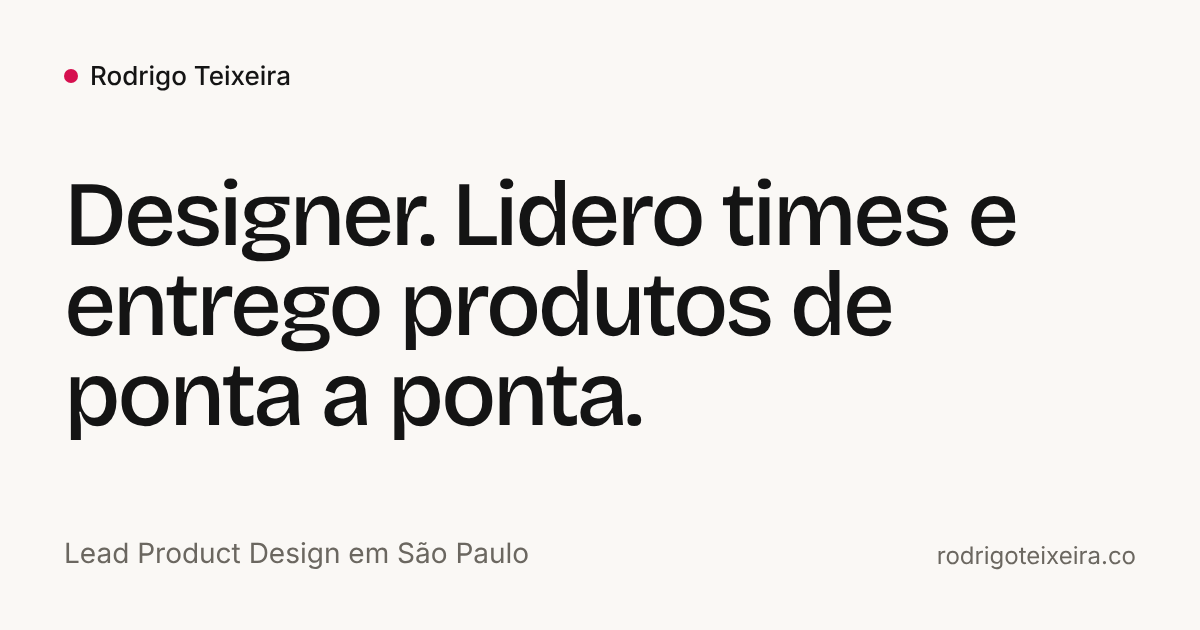 Rodrigo Teixeira
Designer. Lidero times e
entrego produtos de
ponta a ponta.
Lead Product Design em São Paulo
rodrigoteixeira.co